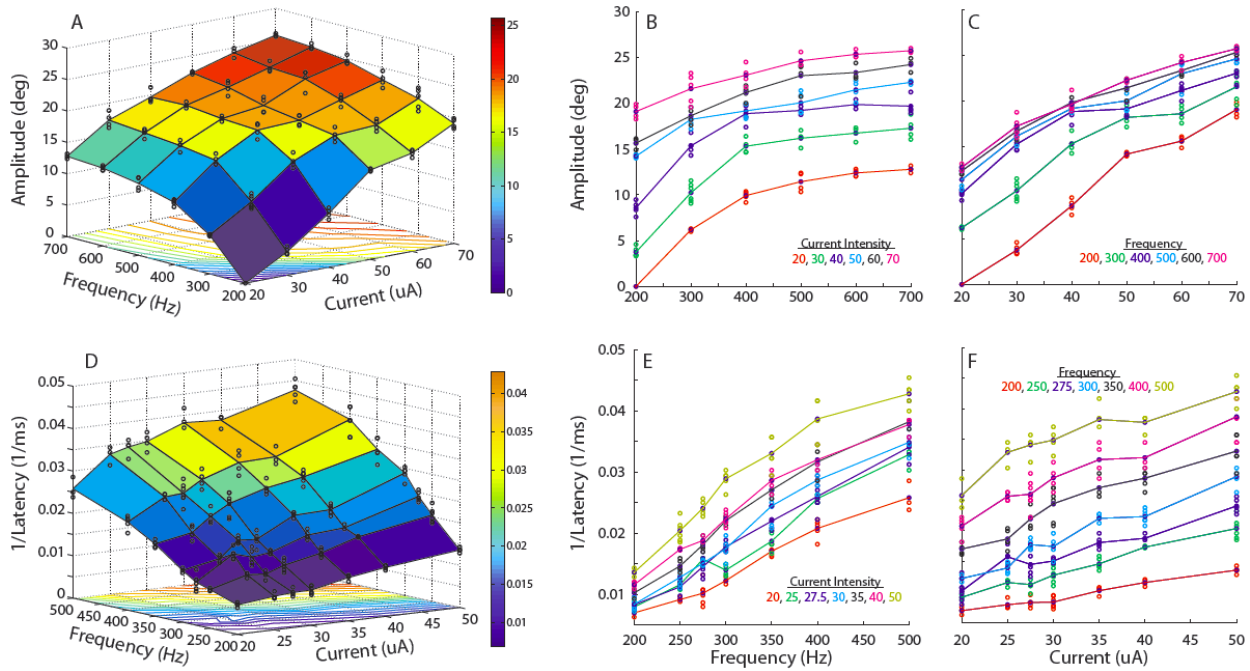 A
Amplitude (deg)
30
25
20
15
10
5
0
700
600
500
400
300
200
Frequency (Hz)
20
30
40
50
60
70
Current (uA)
25
20
15
10
5
0
B
Amplitude (deg)
30
25
20
15
10
5
0
200 300 400 500 600 700
Current Intensity
20, 30, 40, 50, 60, 70
C
20 30 40 50 60 70
Frequency
200, 300, 400, 500, 600, 700
D
1/Latency (1/ms)
0.05
0.04
0.03
0.02
0.01
0
500
450
400
350
300
250
200
Frequency (Hz)
20
25
30
35
40
45
50
Current (uA)
0.04
0.035
0.03
0.025
0.02
0.015
0.01
E
1/Latency (1/ms)
0.05
0.04
0.03
0.02
0.01
200 250 300 350 400 450 500
Frequency (Hz)
Current Intensity
20, 25, 27.5, 30, 35, 40, 50
F
Frequency
200, 250, 275, 300, 350, 400, 500
20 25 30 35 40 45 50
Current (uA)